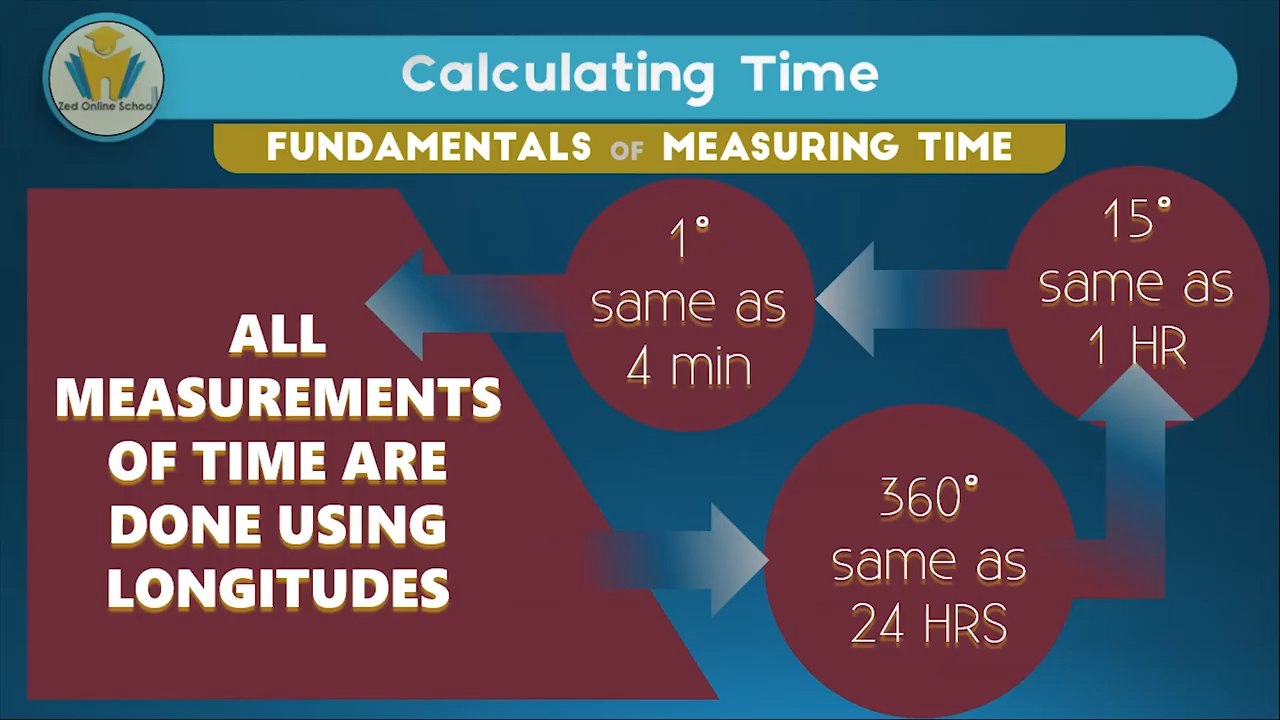 Zed Online School
Calculating Time
FUNDAMENTALS OF MEASURING TIME
ALL
MEASUREMENTS
OF TIME ARE
DONE USING
LONGITUDES
360°
same as
24 HRS
15°
same as
1 HR
1°
same as
4 min